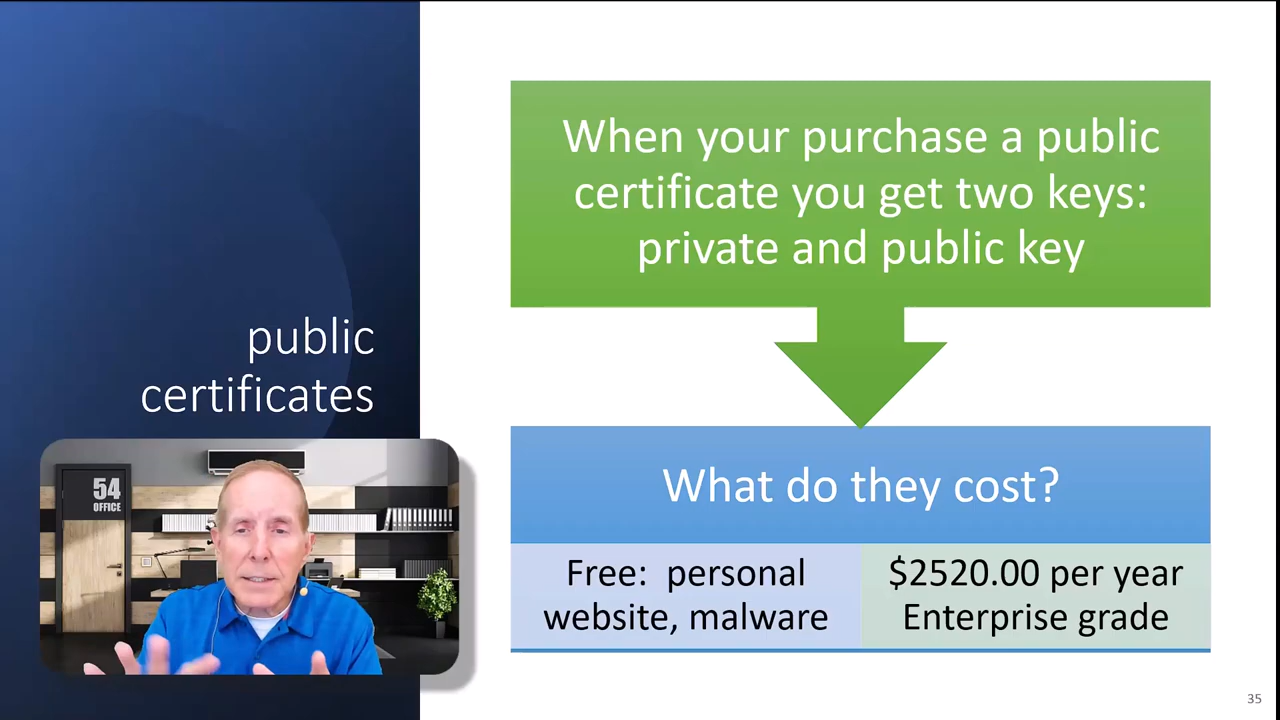 public
certificates
54
OFFICE
When your purchase a public
certificate you get two keys:
private and public key
What do they cost?
Free:  personal
website, malware
$2520.00 per year
Enterprise grade
35